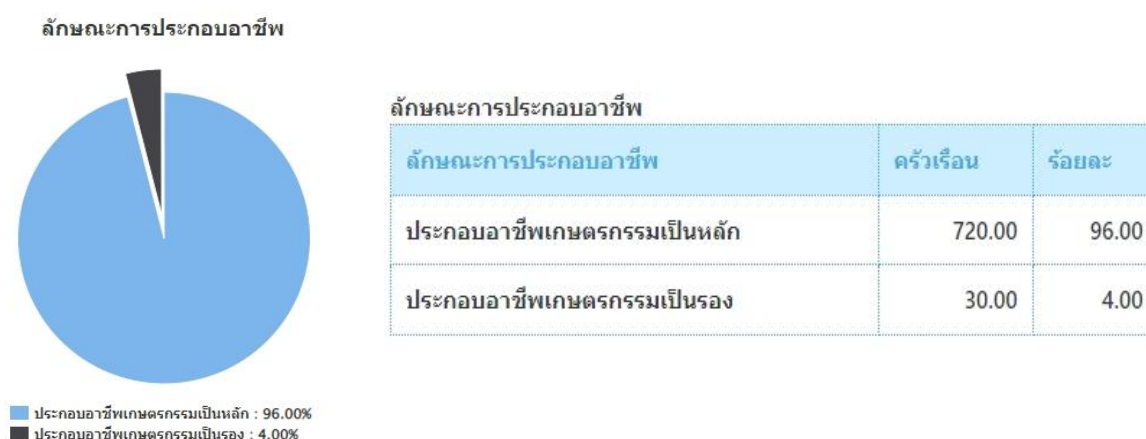 ลักษณะการประกอบอาชีพ
ประกอบอาชีพเกษตรกรรมเป็นหลัก : 96.00%
ประกอบอาชีพเกษตรกรรมเป็นรอง : 4.00%
ลักษณะการประกอบอาชีพ
ลักษณะการประกอบอาชีพ ครัวเรือน ร้อยละ
ประกอบอาชีพเกษตรกรรมเป็นหลัก 720.00 96.00
ประกอบอาชีพเกษตรกรรมเป็นรอง 30.00 4.00